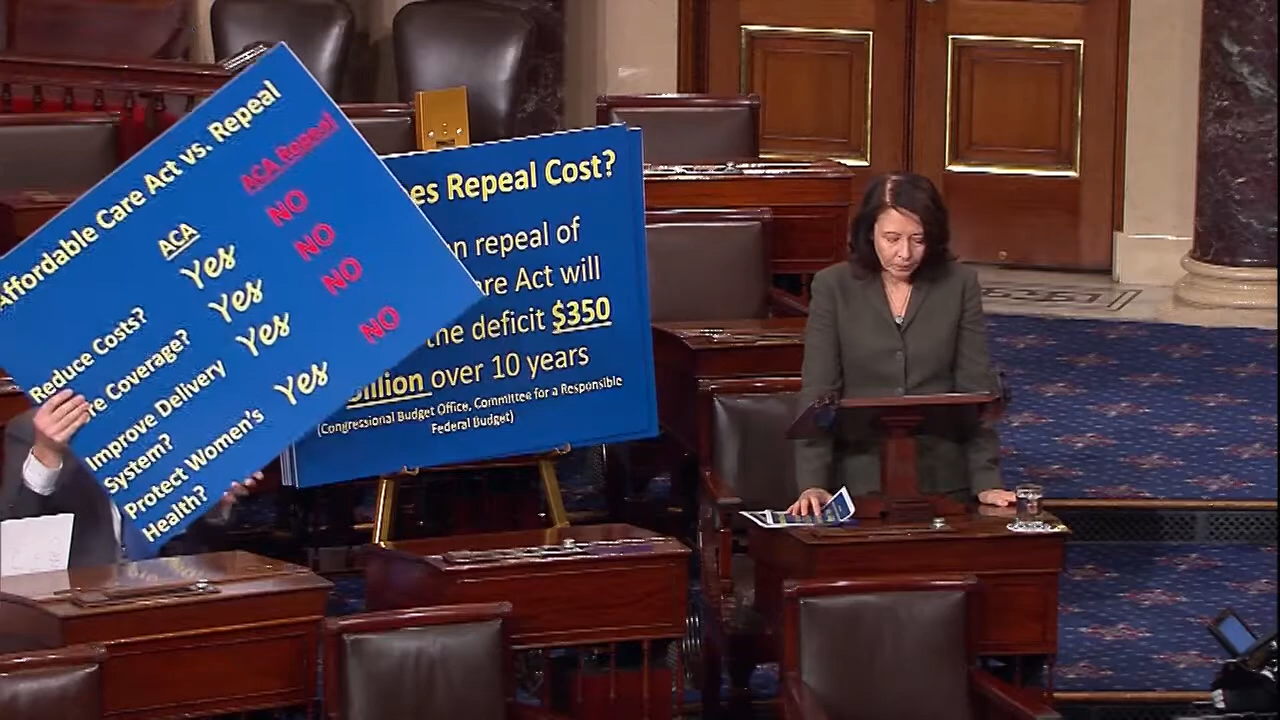 Affordable Care Act vs. Repeal
ACA ACA Repeal
Reduce Costs? Yes NO
re Coverage? Yes NO
Improve Delivery
System? Yes NO
Protect Women's
Health? Yes NO
es Repeal Cost?
n repeal of
are Act will
the deficit $350
billion over 10 years
(Congressional Budget Office, Committee for a Responsible
Federal Budget)